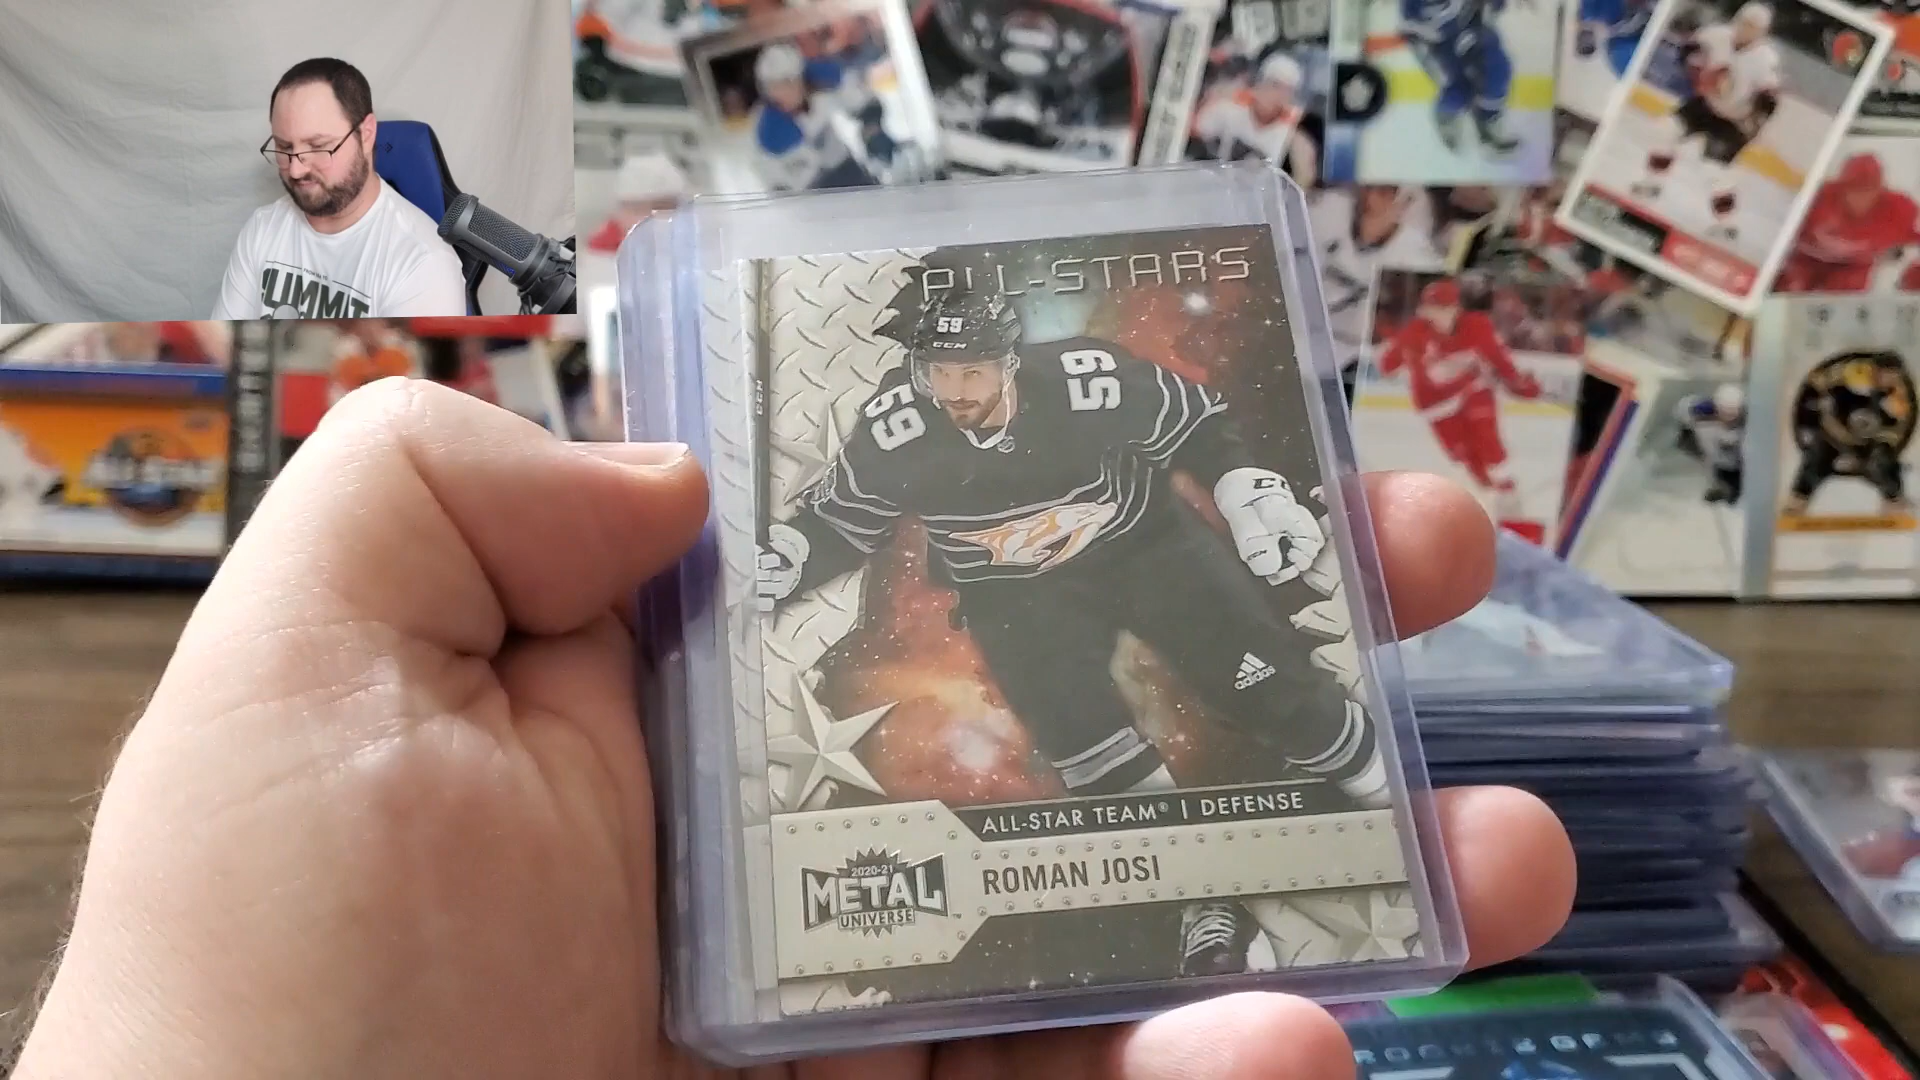 SUMMIT
ALL-STARS
59
CCM
59
59
CCM
adidas
ALL-STAR TEAM® | DEFENSE
ROMAN JOSI
2020-21
METAL
UNIVERSE